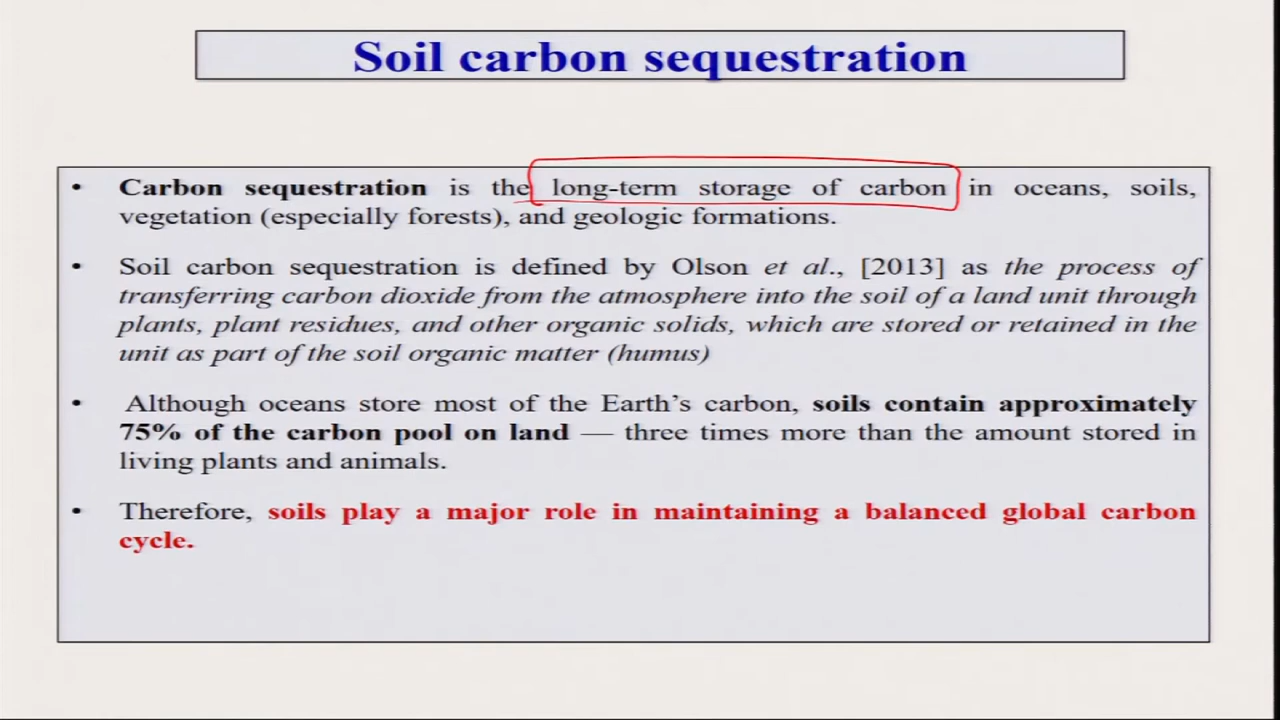 Soil carbon sequestration
• Carbon sequestration is the long-term storage of carbon in oceans, soils,
vegetation (especially forests), and geologic formations.
• Soil carbon sequestration is defined by Olson et al., [2013] as the process of
transferring carbon dioxide from the atmosphere into the soil of a land unit through
plants, plant residues, and other organic solids, which are stored or retained in the
unit as part of the soil organic matter (humus)
• Although oceans store most of the Earth’s carbon, soils contain approximately
75% of the carbon pool on land — three times more than the amount stored in
living plants and animals.
• Therefore, soils play a major role in maintaining a balanced global carbon
cycle.